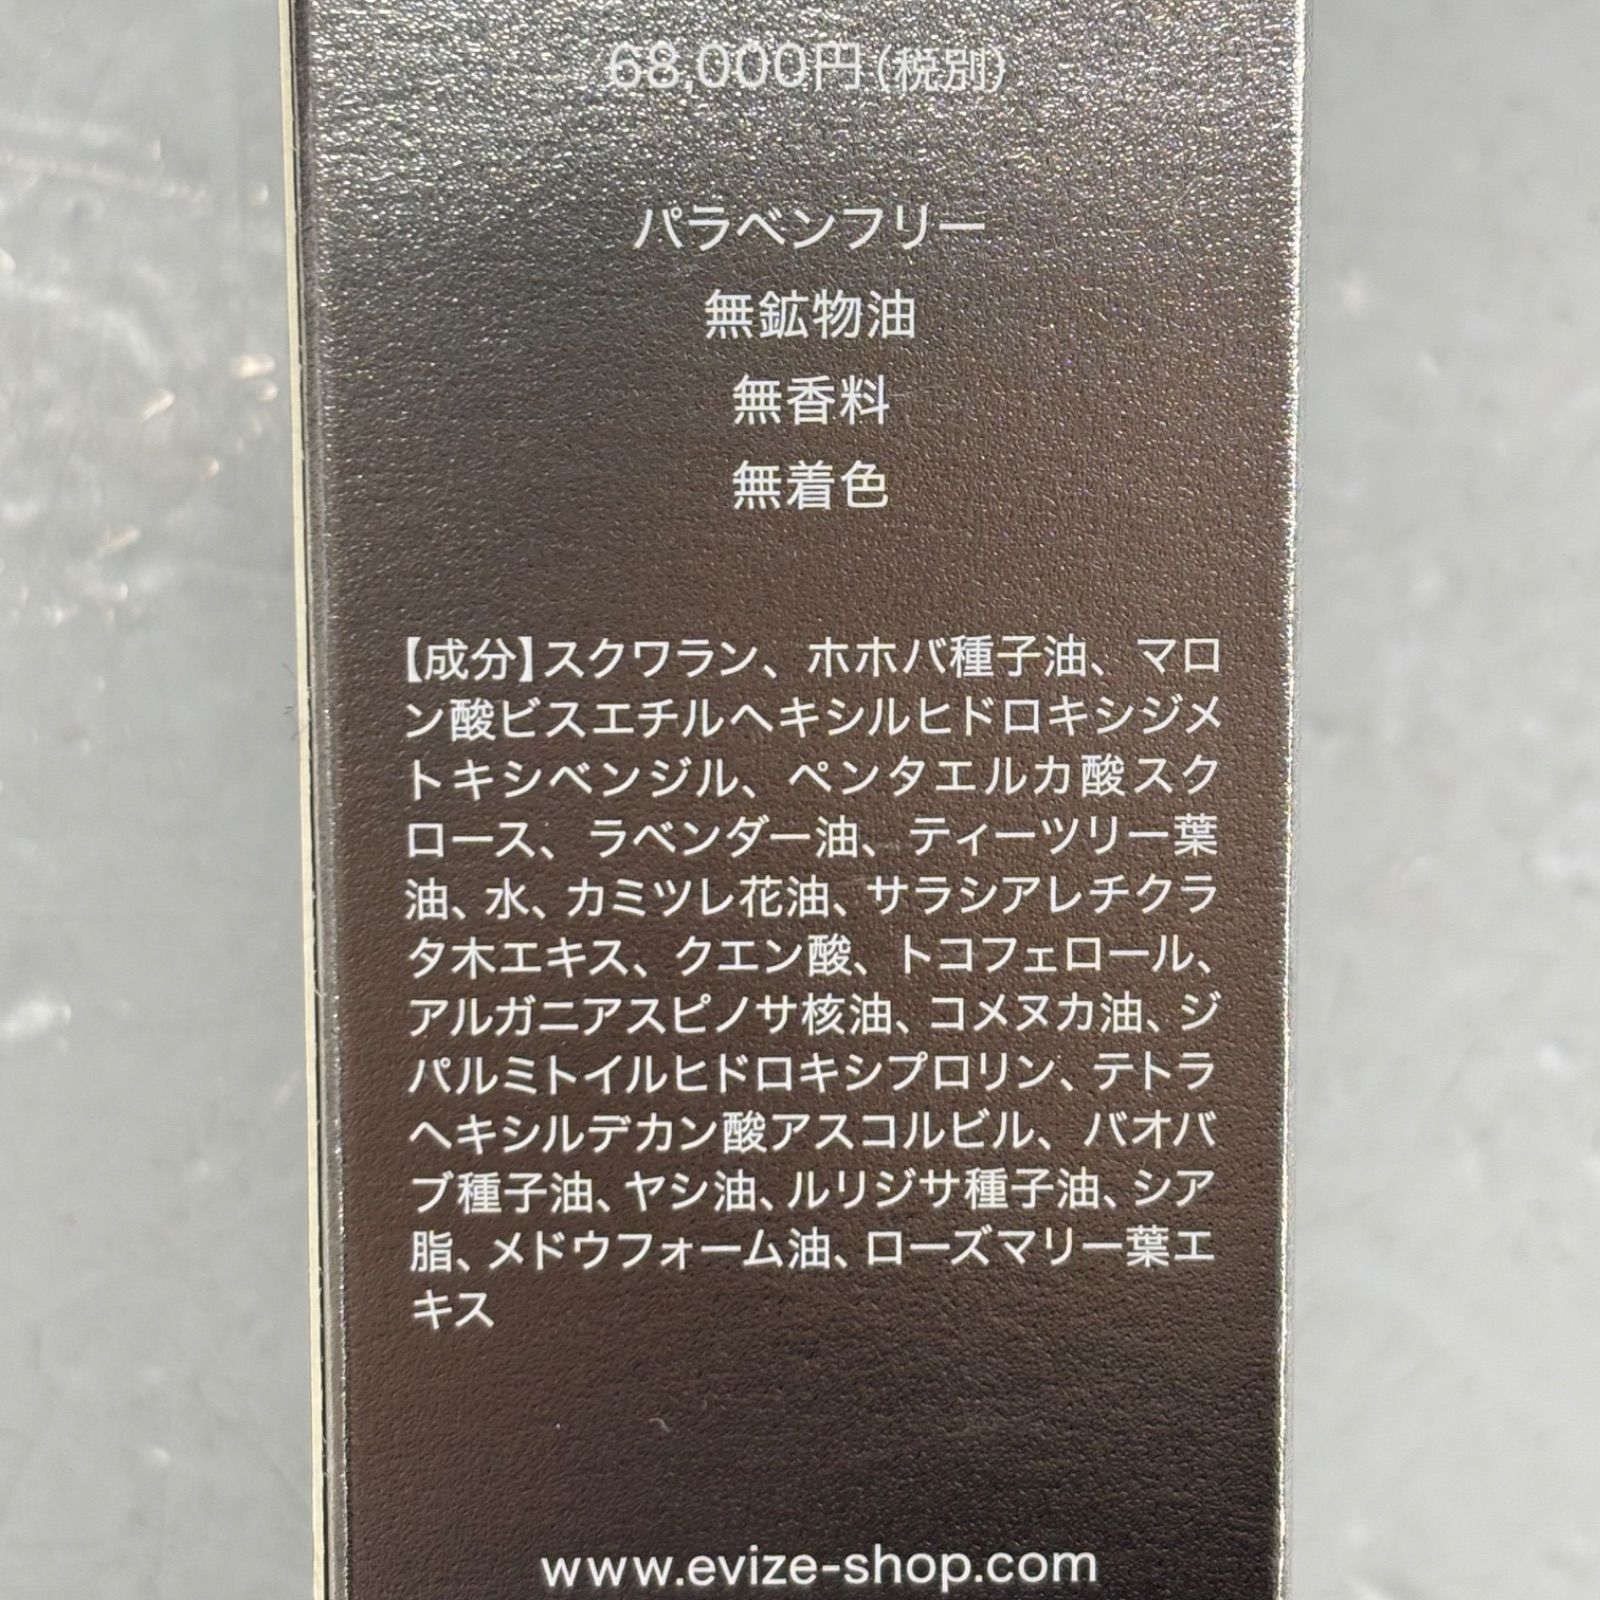 68,000円(税別)
パラベンフリー
無鉱物油
無香料
無着色
【成分】スクワラン、ホホバ種子油、マロ
ン酸ビスエチルヘキシルヒドロキシジメ
トキシベンジル、ペンタエルカ酸スク
ロース、ラベンダー油、ティーツリー葉
油、水、カミツレ花油、サラシアレチクラ
タ木エキス、クエン酸、トコフェロール、
アルガニアスピノサ核油、コメヌカ油、ジ
パルミトイルヒドロキシプロリン、テトラ
ヘキシルデカン酸アスコルビル、バオバ
ブ種子油、ヤシ油、ルリジサ種子油、シア
脂、メドウフォーム油、ローズマリー葉エ
キス
www.evize-shop.com